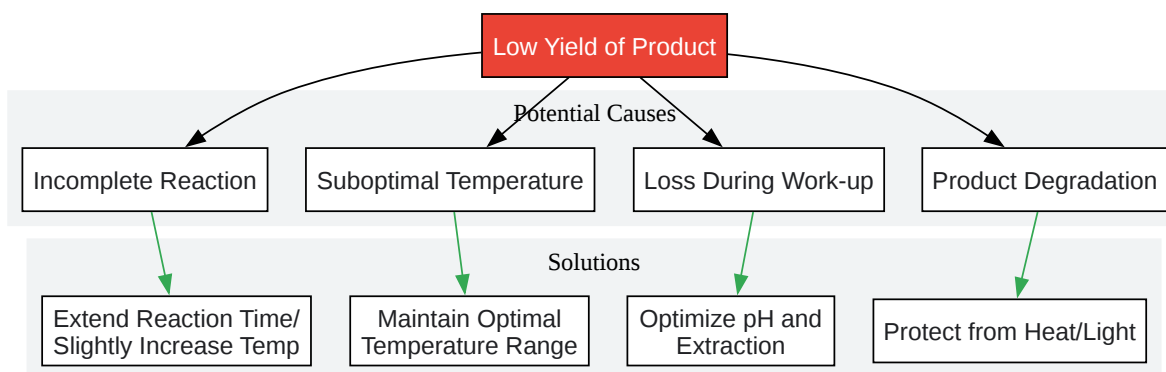 Low Yield of Product
Potential Causes
Incomplete Reaction
Suboptimal Temperature
Loss During Work-up
Product Degradation
Solutions
Extend Reaction Time/
Slightly Increase Temp
Maintain Optimal
Temperature Range
Optimize pH and
Extraction
Protect from Heat/Light